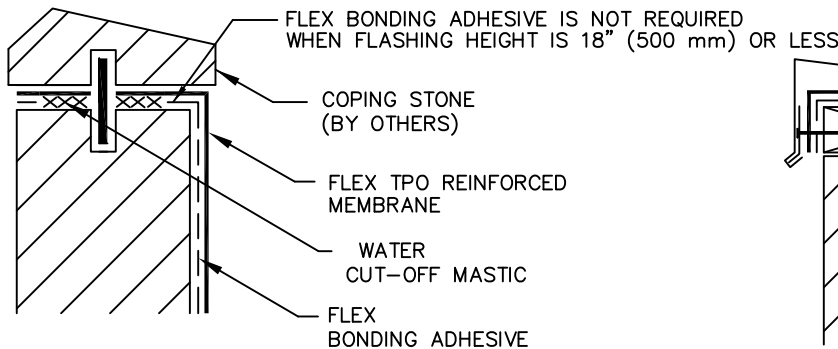 FLEX BONDING ADHESIVE IS NOT REQUIRED
WHEN FLASHING HEIGHT IS 18" (500 mm) OR LESS
COPING STONE
(BY OTHERS)
FLEX TPO REINFORCED
MEMBRANE
WATER
CUT-OFF MASTIC
FLEX
BONDING ADHESIVE